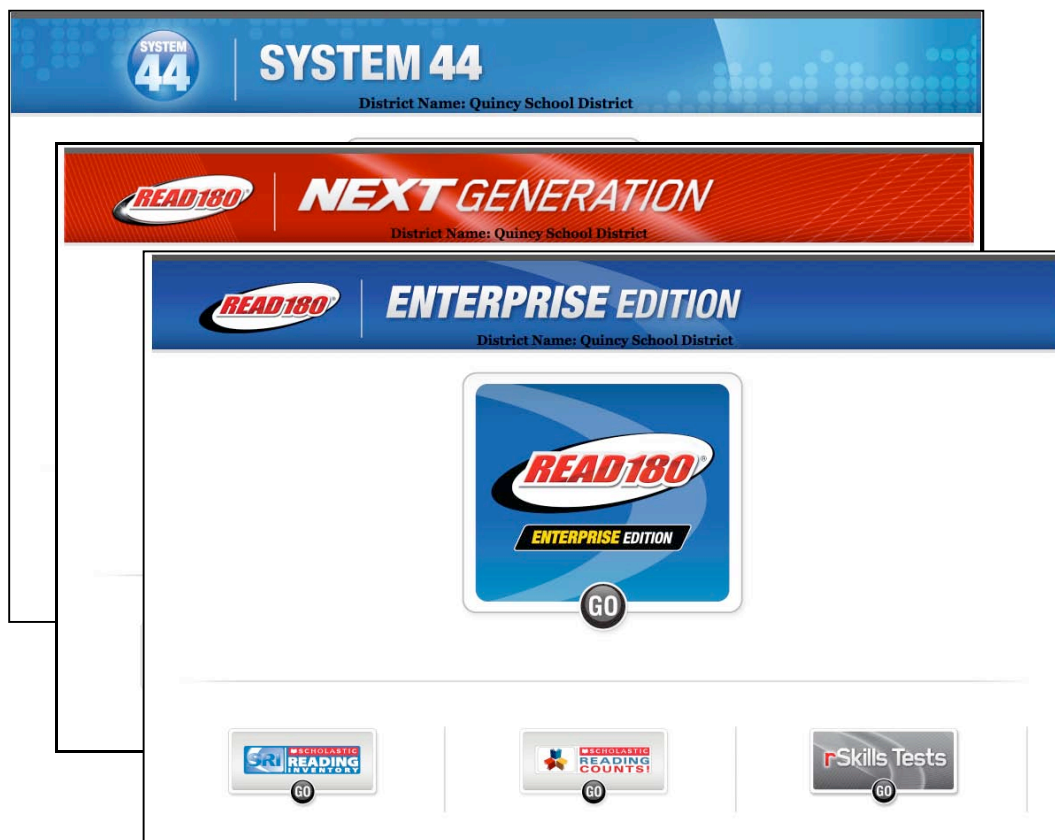 SYSTEM
44
SYSTEM 44
District Name: Quincy School District
READ180®
NEXT GENERATION
District Name: Quincy School District
READ180®
ENTERPRISE EDITION
District Name: Quincy School District
READ180®
ENTERPRISE EDITION
GO
SRI SCHOLASTIC
READING
INVENTORY
GO
SCHOLASTIC
READING
COUNTS!
GO
rSkills Tests
GO